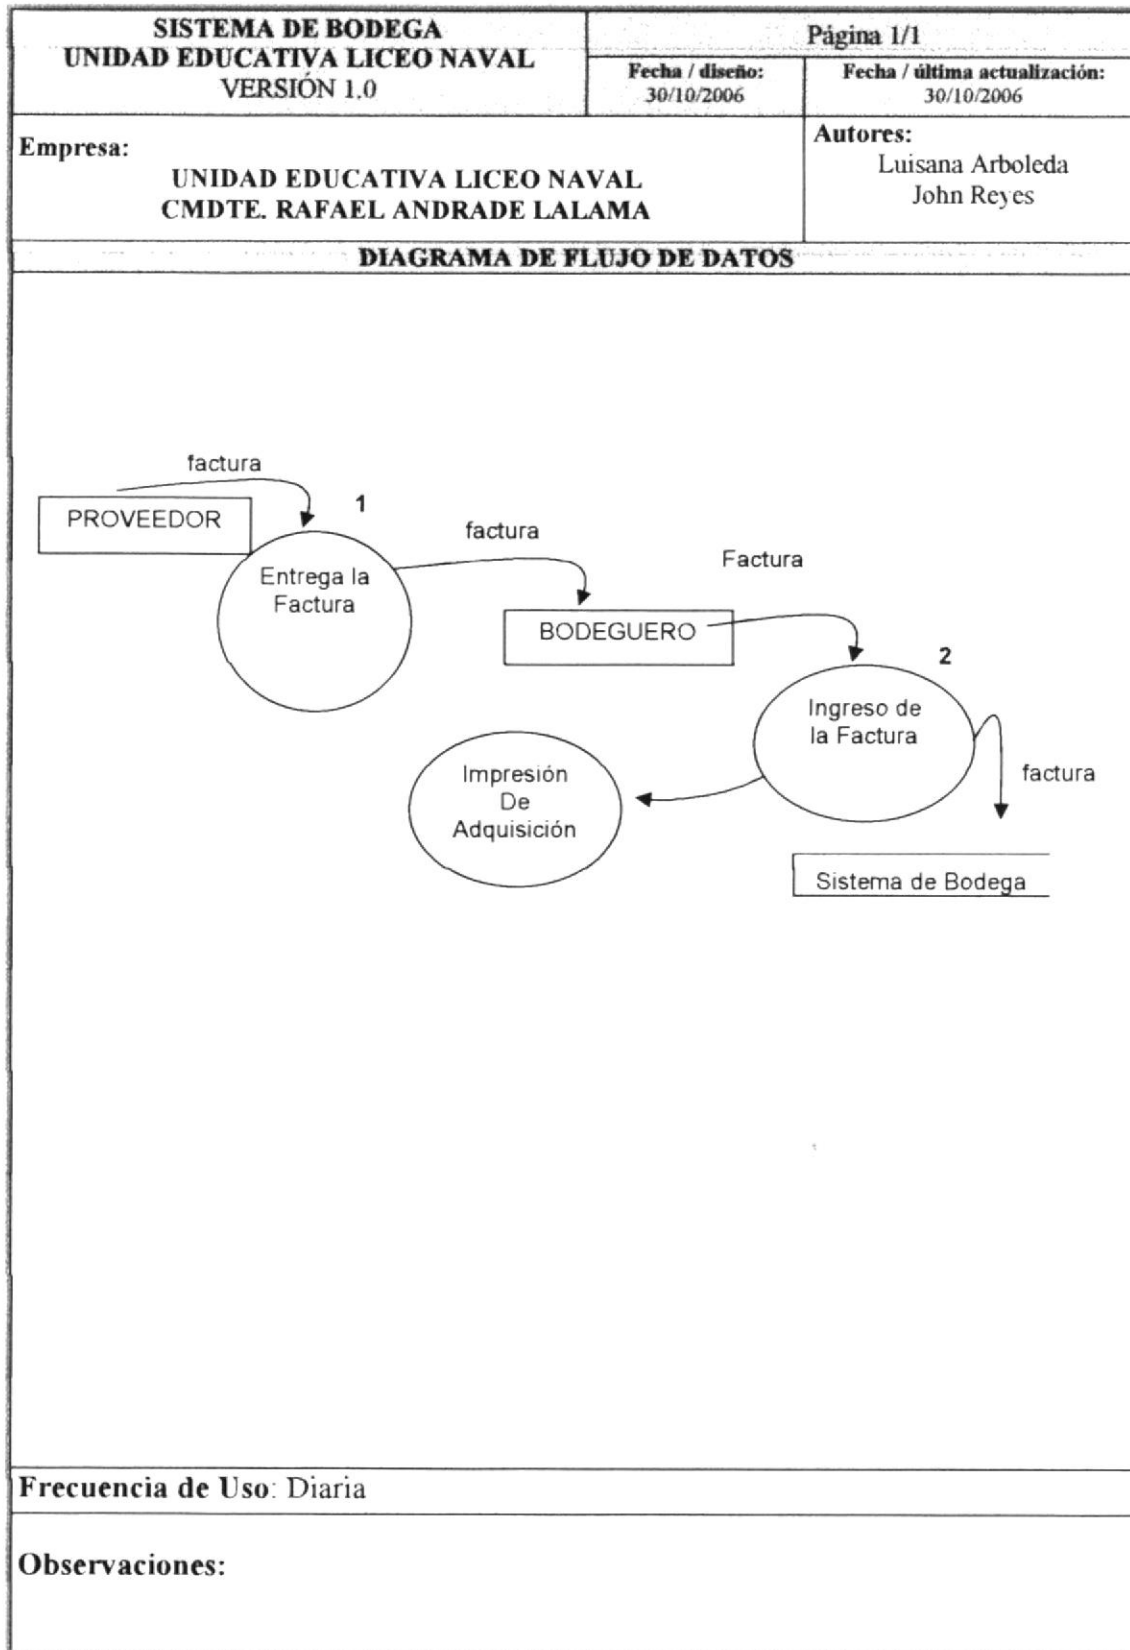 SISTEMA DE BODEGA
UNIDAD EDUCATIVA LICEO NAVAL
VERSIÓN 1.0
Página 1/1
Fecha / diseño:
30/10/2006
Fecha / última actualización:
30/10/2006
Empresa:
UNIDAD EDUCATIVA LICEO NAVAL
CMDTE. RAFAEL ANDRADE LALAMA
Autores:
Luisana Arboleda
John Reyes
DIAGRAMA DE FLUJO DE DATOS
factura
PROVEEDOR
1
Entrega la
Factura
factura
BODEGUERO
Factura
2
Ingreso de
la Factura
factura
Impresión
De
Adquisición
Sistema de Bodega
Frecuencia de Uso: Diaria
Observaciones: